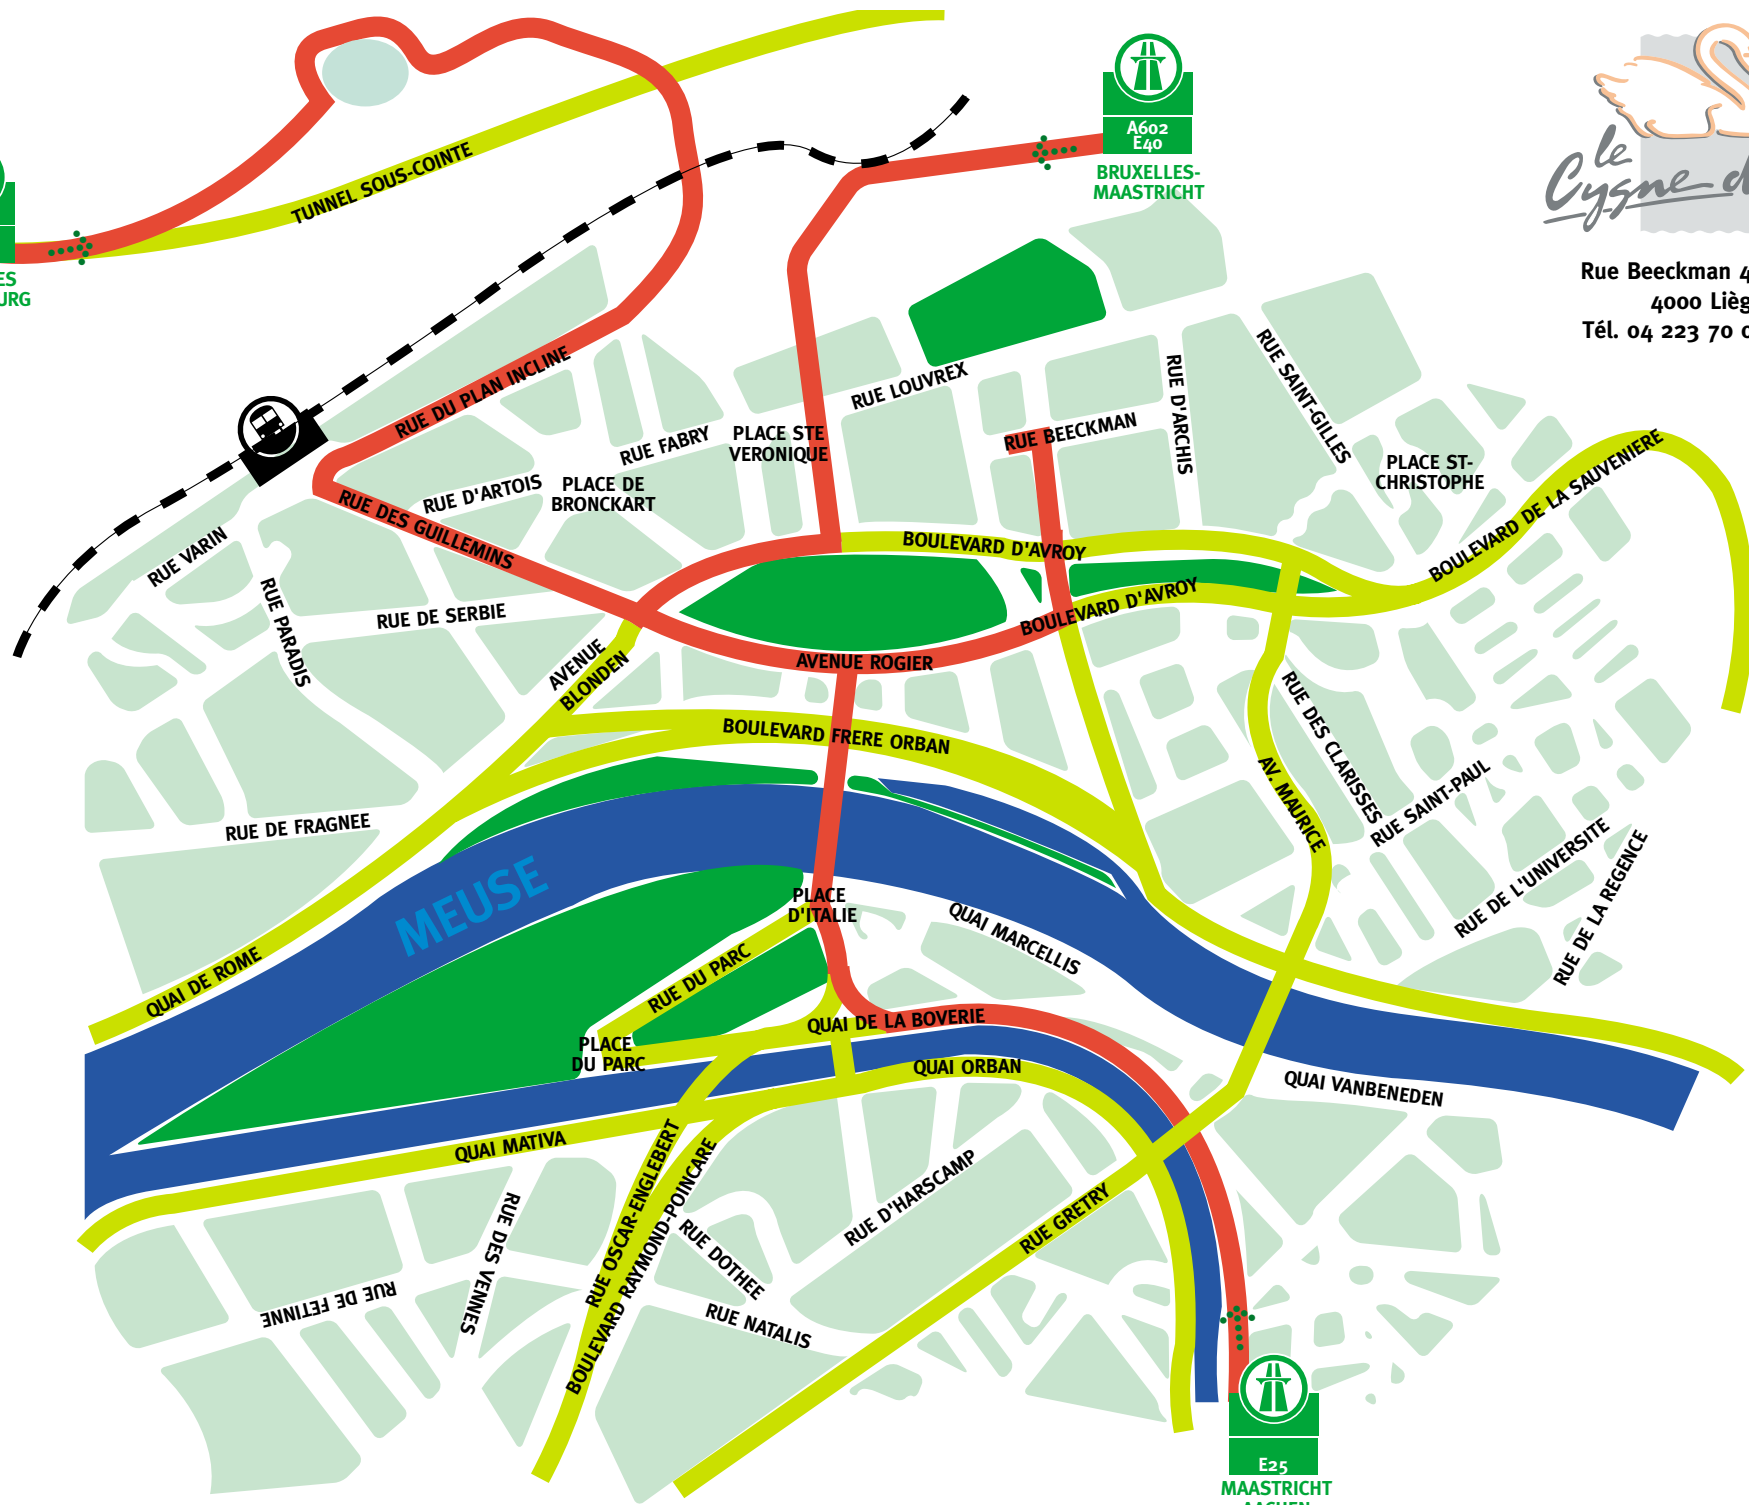 A602
E40
BRUXELLES-
MAASTRICHT
le
Cygne d
Rue Beeckman 4
4000 Lièg
Tél. 04 223 70 0
ES
URG
TUNNEL SOUS-COINTE
RUE DU PLAN INCLINE
RUE LOUVREX
RUE D'ARCHIS
RUE SAINT-GILLES
RUE FABRY
PLACE STE
VERONIQUE
RUE BEECKMAN
PLACE ST-
CHRISTOPHE
BOULEVARD DE LA SAUVENIERE
RUE D'ARTOIS
PLACE DE
BRONCKART
RUE DES GUILLEMINS
RUE VARIN
BOULEVARD D'AVROY
RUE PARADIS
RUE DE SERBIE
BOULEVARD D'AVROY
AVENUE
BLONDEN
AVENUE ROGIER
RUE DES CLARISSES
BOULEVARD FRERE ORBAN
AV. MAURICE
RUE SAINT-PAUL
RUE DE FRAGNEE
RUE DE L'UNIVERSITE
RUE DE LA REGENCE
MEUSE
PLACE
D'ITALIE
QUAI MARCELLIS
QUAI DE ROME
RUE DU PARC
QUAI DE LA BOVERIE
PLACE
DU PARC
QUAI ORBAN
QUAI VANBENEDEN
QUAI MATIVA
RUE OSCAR-ENGLEBERT
BOULEVARD RAYMOND-POINCARE
RUE D'HARSCAMP
RUE GRETRY
RUE DES VENNES
RUE DOTHEE
RUE DE FETINNE
RUE NATALIS
E25
MAASTRICHT
AACHEN